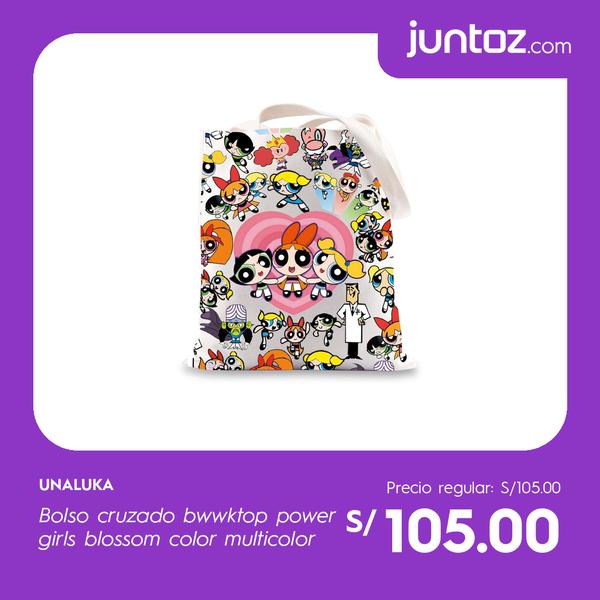 juntoz.com
UNALUKA
Precio regular: S/105.00
Bolso cruzado bwwktop power
girls blossom color multicolor
S/ 105.00